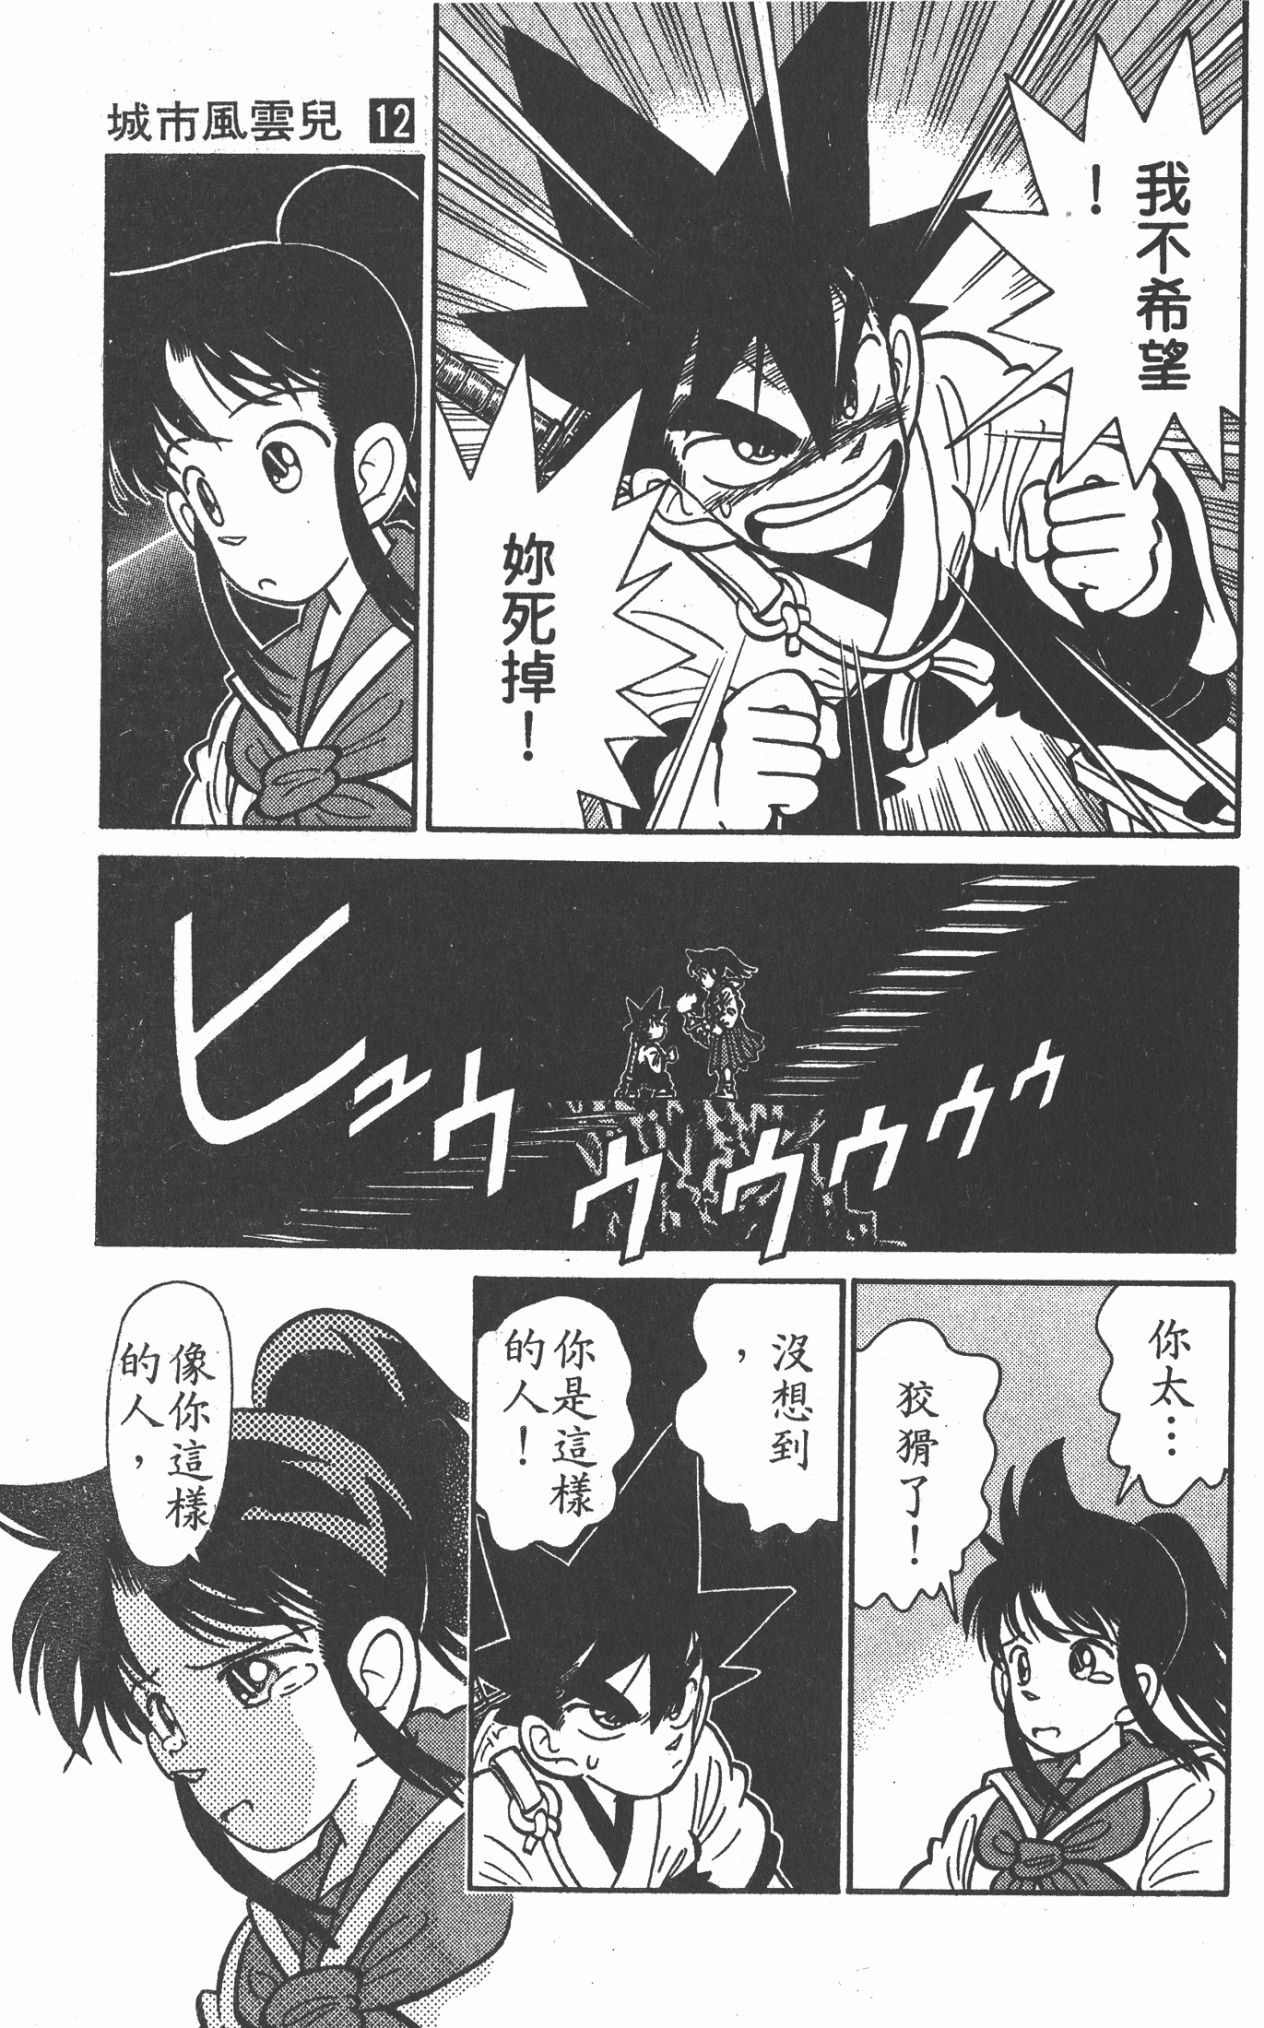 城市風雲兒 12
我不希望
！
妳死掉！
ヒュウウウウウウ
你太…
狡猾了！
沒想到
，
你是這樣
的人！
像你這樣
的人，